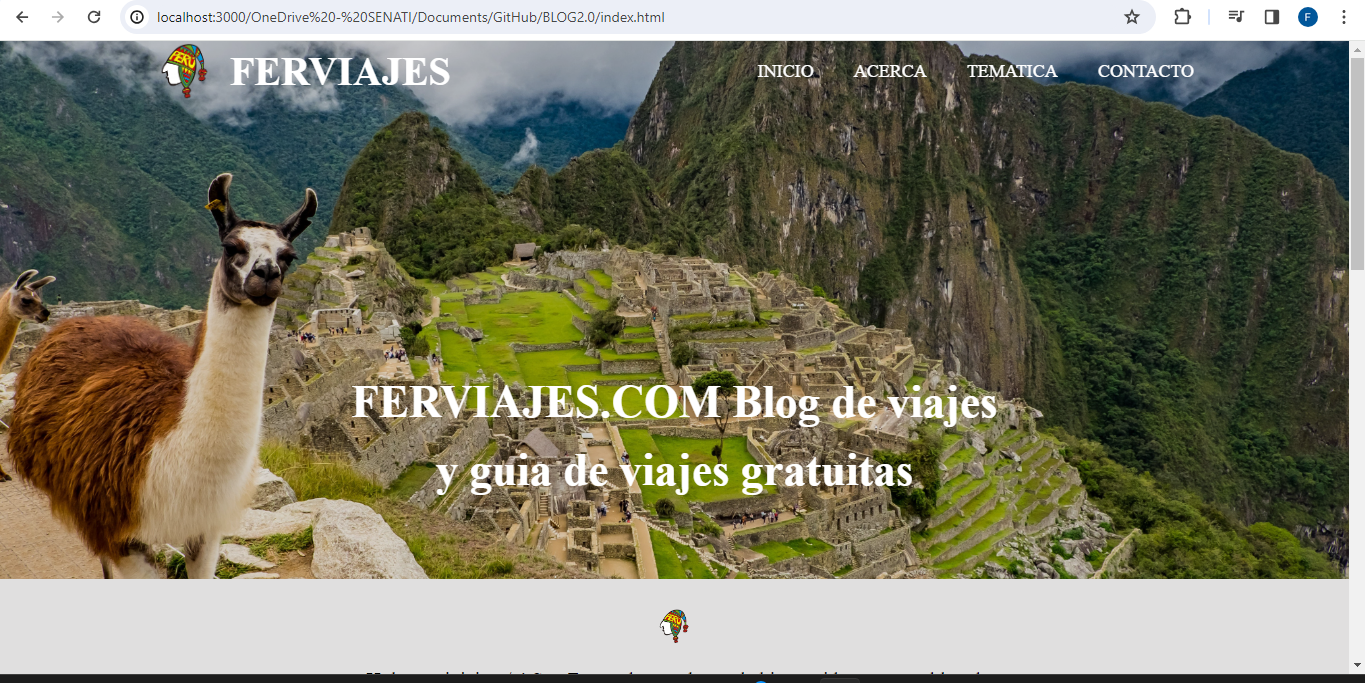 localhost:3000/OneDrive%20-%20SENATI/Documents/GitHub/BLOG2.0/index.html
F
PERU
FERVIAJES
INICIO
ACERCA
TEMATICA
CONTACTO
FERVIAJES.COM Blog de viajes
y guia de viajes gratuitas
PERU